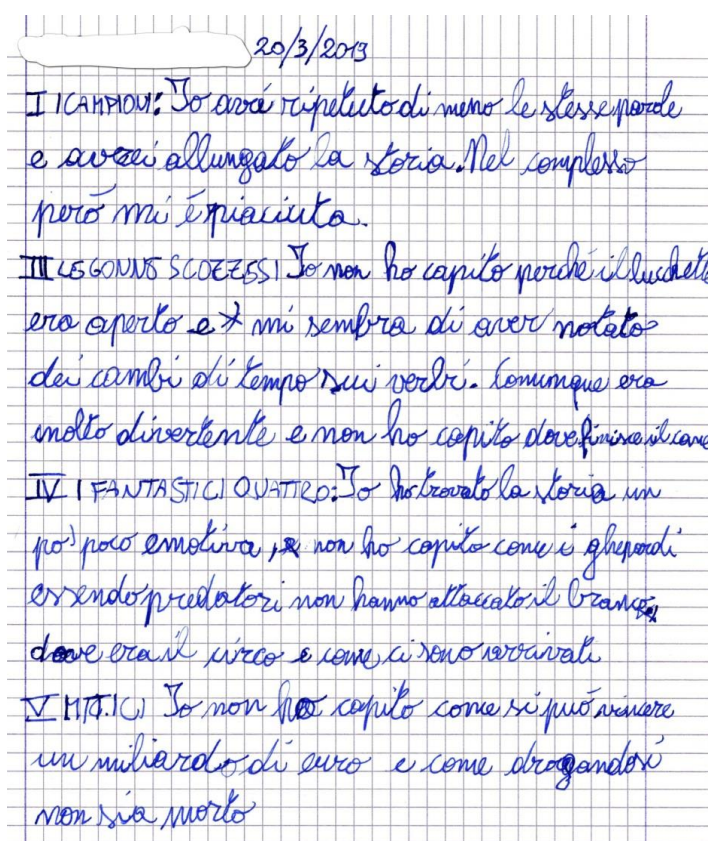 20/3/2019
I I CAMPIONI: Io avrei ripetuto di meno le stesse parole
e avrei allungato la storia. Nel complesso
però mi é piaciuta.
III LE GONNE SCOZZESI Io non ho capito perché il lucchetto
era aperto e mi sembra di aver notato
dei cambi di tempo sui verbi. Comunque era
molto divertente e non ho capito dove finisce il cane
IV I FANTASTICI QUATTRO: Io ho trovato la storia un
po' poco emotiva, non ho capito come i ghepardi
essendo predatori non hanno attaccato il branco,
dove era il circo e come ci sono arrivati
V MITICI Io non ho capito come si può vincere
un miliardo di euro e come drogandosi
non sia morto